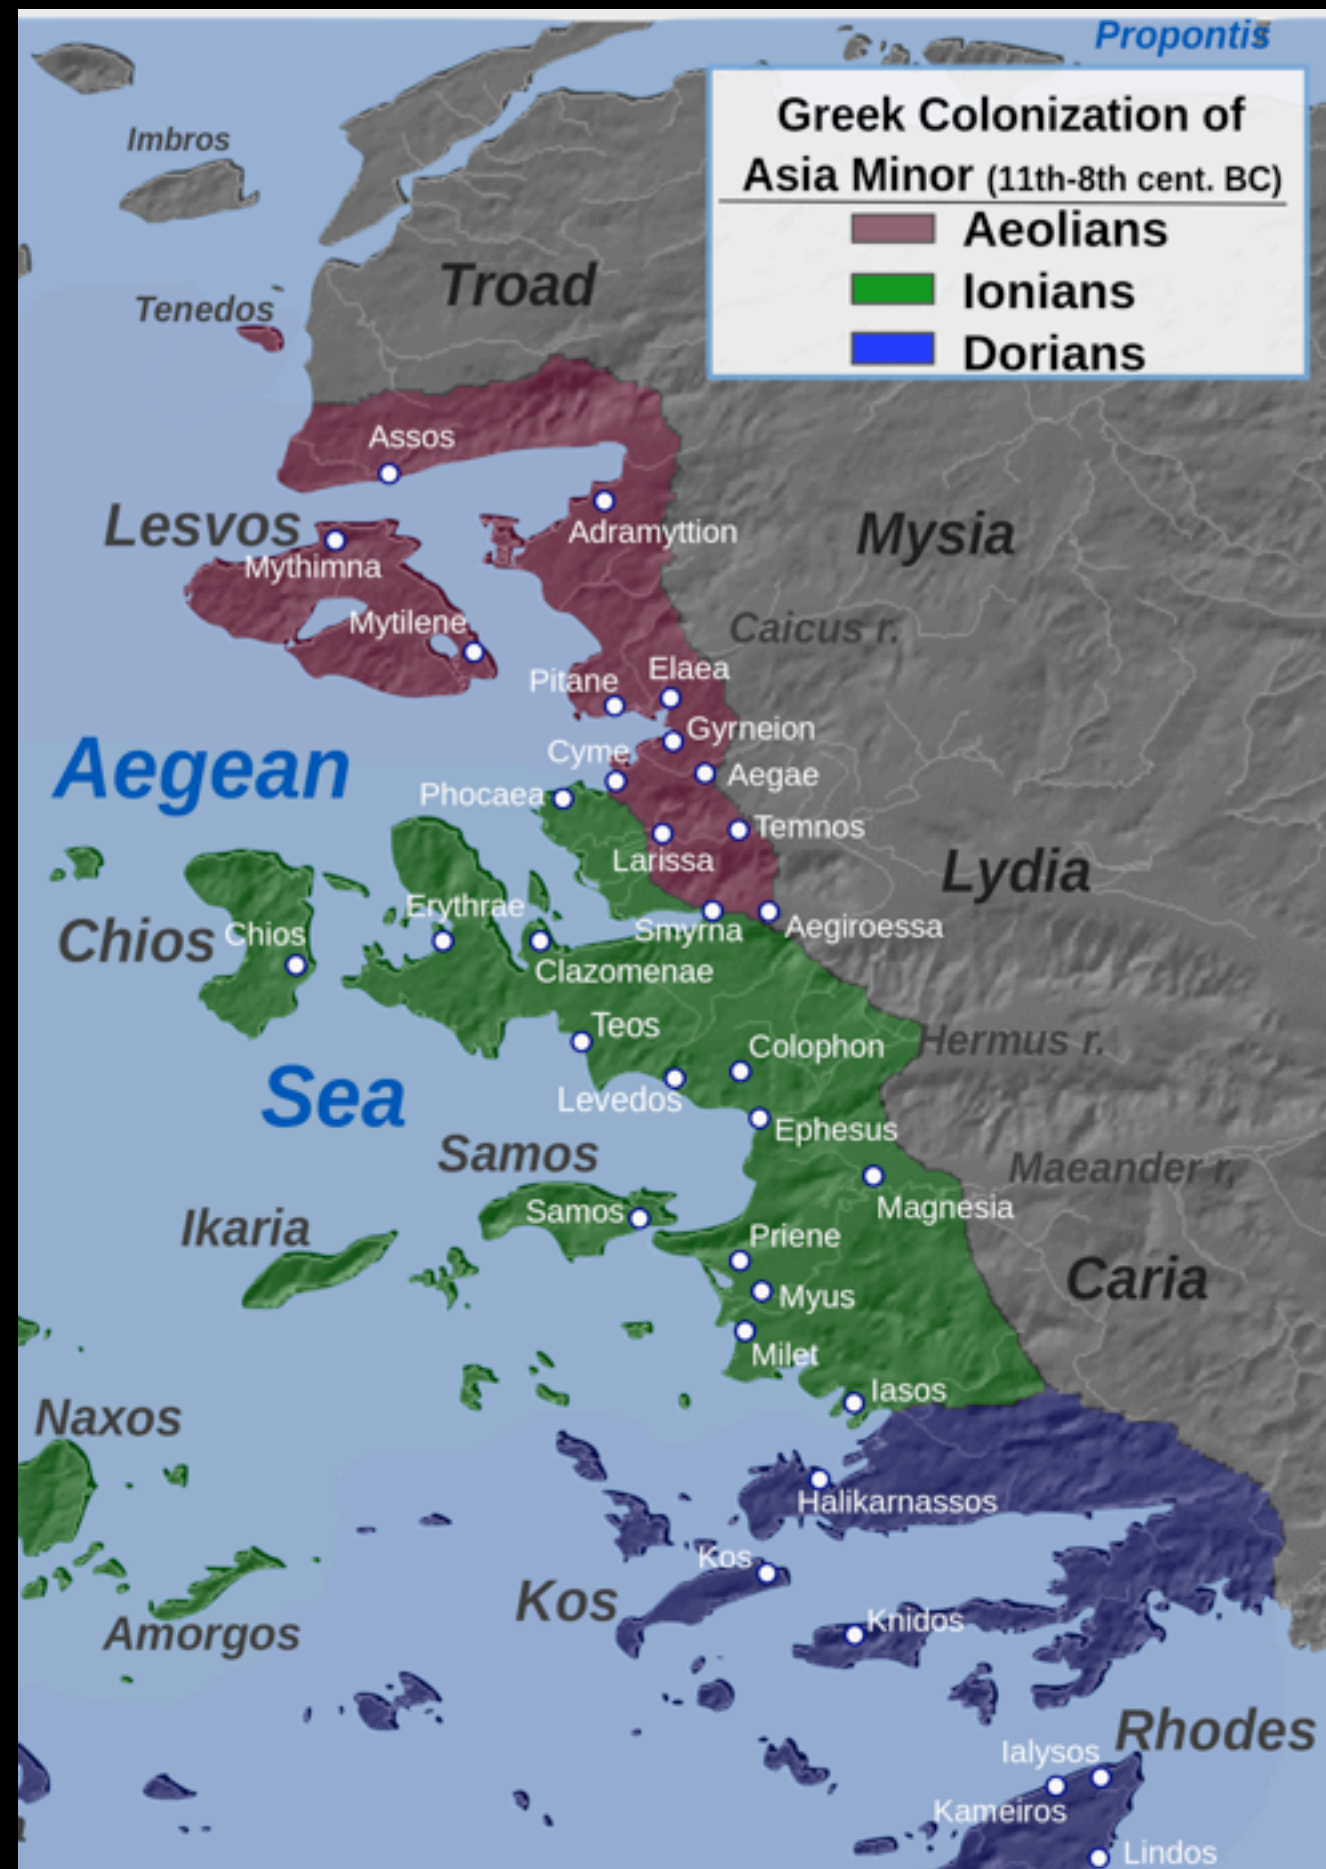 Propontis
Greek Colonization of
Asia Minor (11th-8th cent. BC)
Aeolians
Ionians
Dorians
Imbros
Troad
Tenedos
Assos
Lesvos
Adramyttion
Mysia
Mythimna
Mytilene
Caicus r.
Elaea
Pitane
Gyrneion
Cyme
Aegean
Aegae
Phocaea
Temnos
Larissa
Lydia
Erythrae
Chios
Chios
Smyrna
Aegiroessa
Clazomenae
Teos
Colophon
Hermus r.
Sea
Levedos
Ephesus
Samos
Maeander r,
Samos
Magnesia
Ikaria
Priene
Caria
Myus
Milet
Iasos
Naxos
Halikarnassos
Kos
Kos
Knidos
Amorgos
Rhodes
Ialysos
Kameiros
Lindos